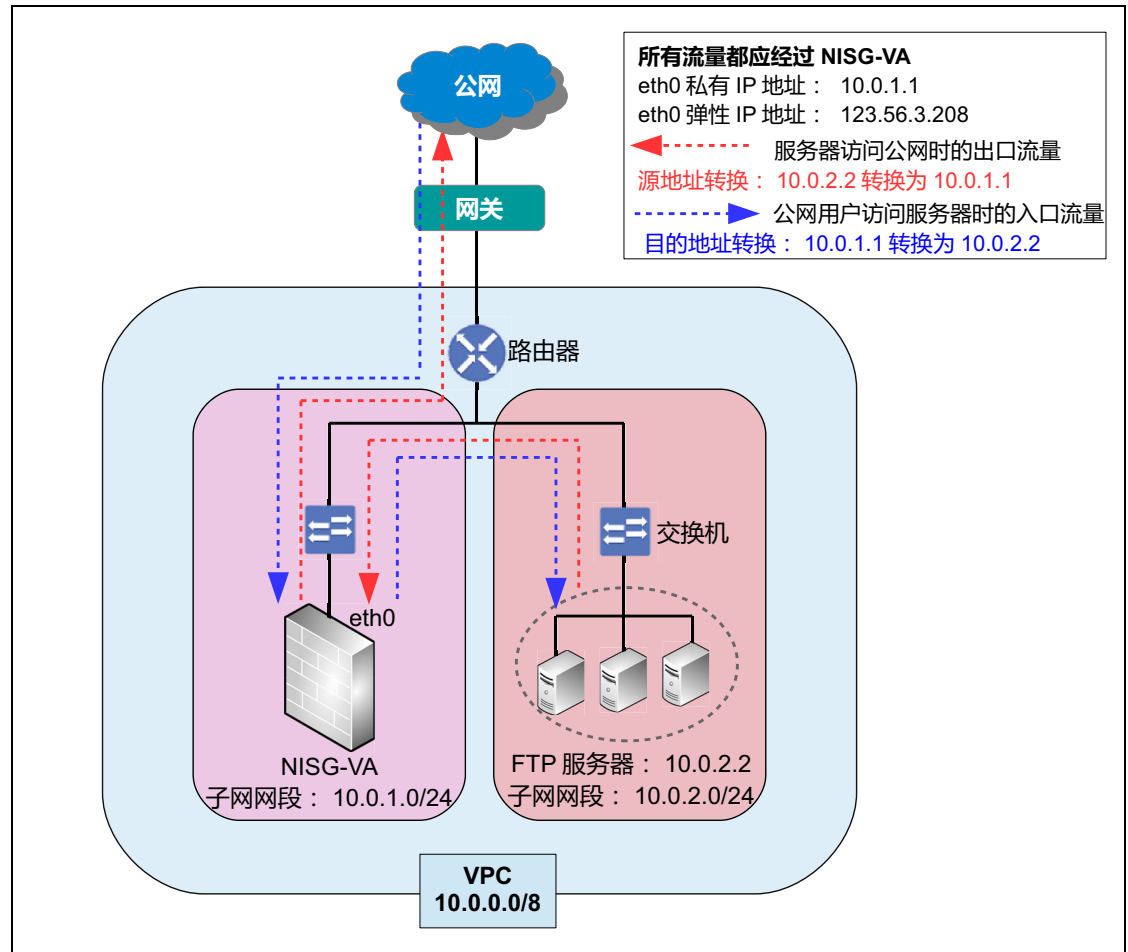 公网
网关
所有流量都应经过 NISG-VA
eth0 私有 IP 地址： 10.0.1.1
eth0 弹性 IP 地址： 123.56.3.208
服务器访问公网时的出口流量
源地址转换： 10.0.2.2 转换为 10.0.1.1
公网用户访问服务器时的入口流量
目的地址转换： 10.0.1.1 转换为 10.0.2.2
路由器
交换机
eth0
NISG-VA
子网网段： 10.0.1.0/24
FTP 服务器： 10.0.2.2
子网网段： 10.0.2.0/24
VPC
10.0.0.0/8